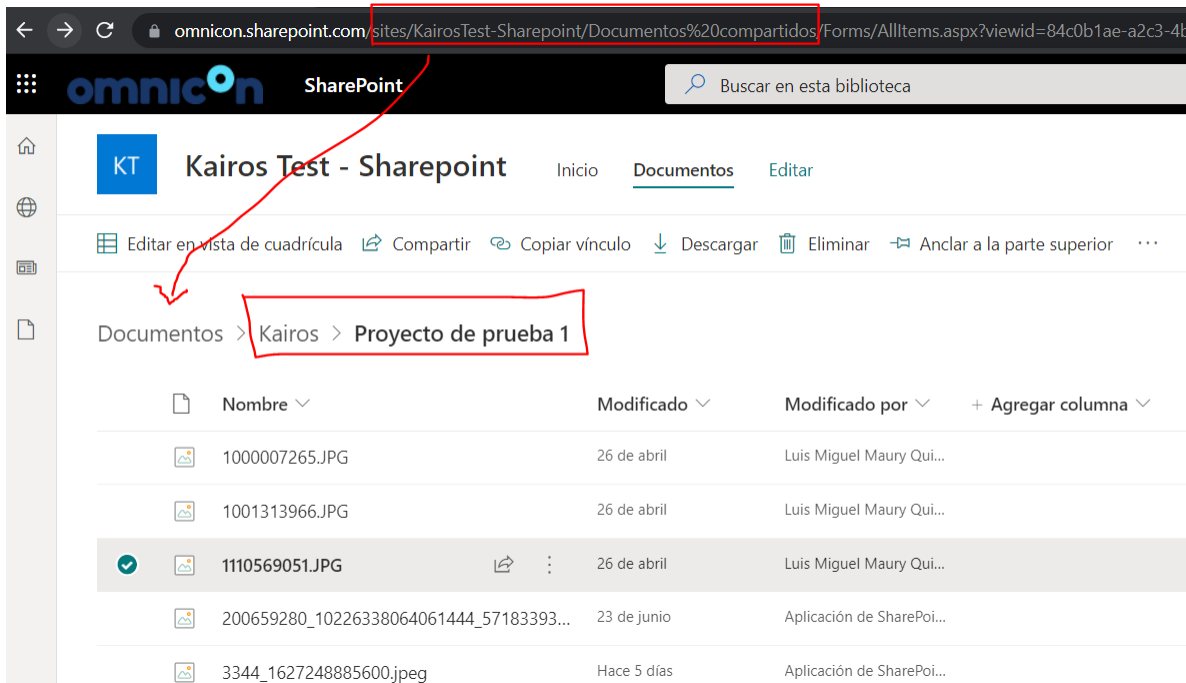 omnicon.sharepoint.com/sites/KairosTest-Sharepoint/Documentos%20compartidos/Forms/AllItems.aspx?viewid=84c0b1ae-a2c3-4b
omnicon SharePoint Buscar en esta biblioteca
KT Kairos Test - Sharepoint Inicio Documentos Editar
Editar en vista de cuadrícula Compartir Copiar vínculo Descargar Eliminar Anclar a la parte superior ···
Documentos > Kairos > Proyecto de prueba 1
Nombre Modificado Modificado por + Agregar columna
1000007265.JPG 26 de abril Luis Miguel Maury Qui...
1001313966.JPG 26 de abril Luis Miguel Maury Qui...
1110569051.JPG 26 de abril Luis Miguel Maury Qui...
200659280_10226338064061444_57183393... 23 de junio Aplicación de SharePoi...
3344_1627248885600.jpeg Hace 5 días Aplicación de SharePoi...